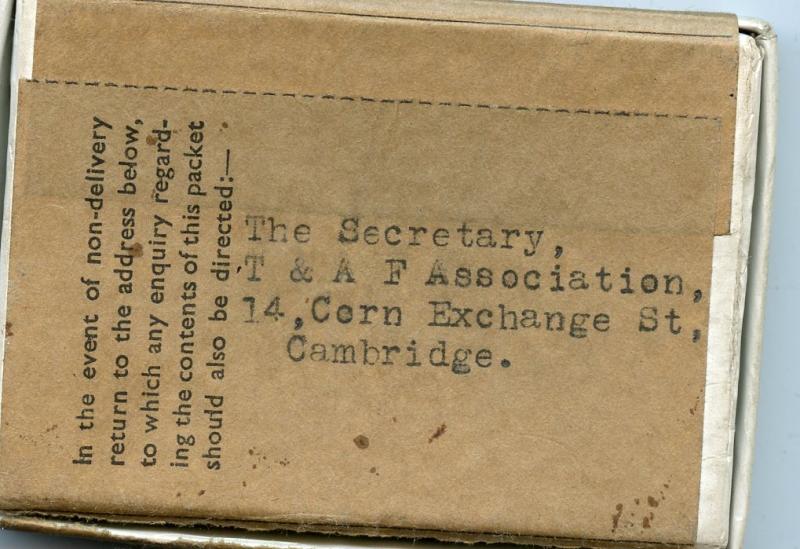 In the event of non-delivery
return to the address below,
to which any enquiry regard-
ing the contents of this packet
should also be directed:—
The Secretary,
T & A F Association,
14,Corn Exchange St,
Cambridge.